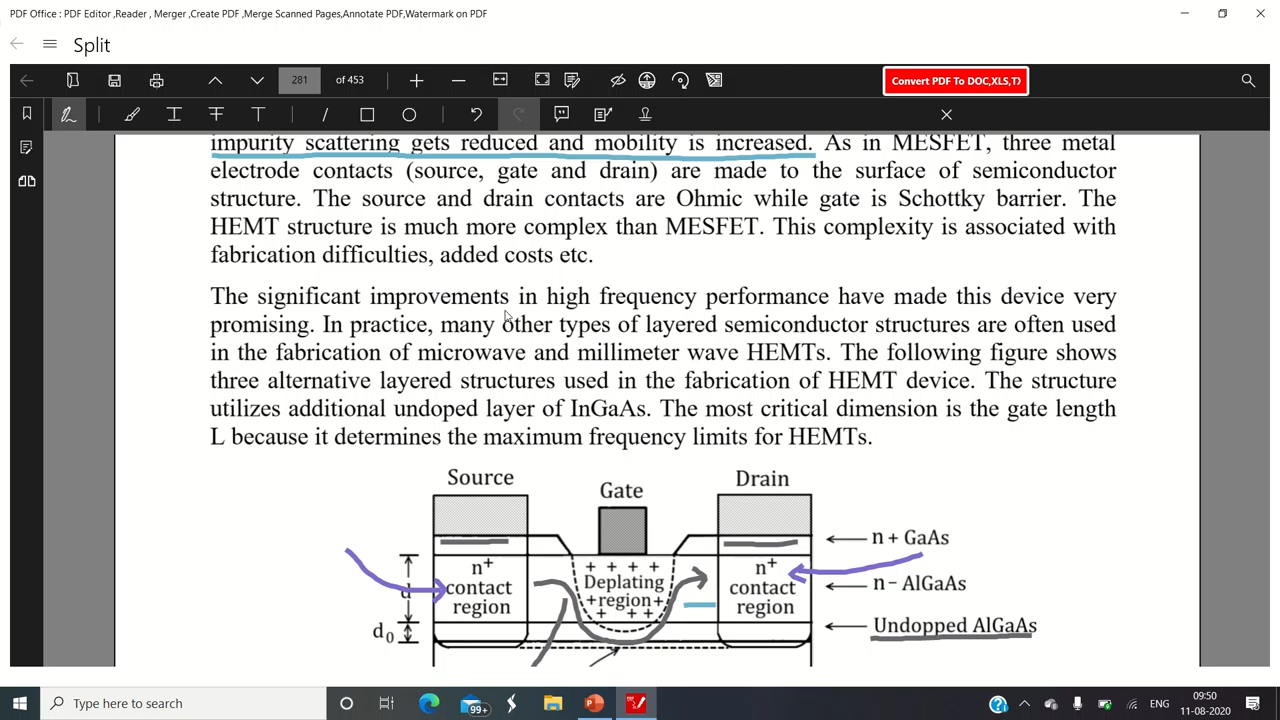 PDF Office : PDF Editor ,Reader , Merger ,Create PDF ,Merge Scanned Pages,Annotate PDF,Watermark on PDF
Split
281 of 453
Convert PDF To DOC,XLS,TX
impurity scattering gets reduced and mobility is increased. As in MESFET, three metal
electrode contacts (source, gate and drain) are made to the surface of semiconductor
structure. The source and drain contacts are Ohmic while gate is Schottky barrier. The
HEMT structure is much more complex than MESFET. This complexity is associated with
fabrication difficulties, added costs etc.
The significant improvements in high frequency performance have made this device very
promising. In practice, many other types of layered semiconductor structures are often used
in the fabrication of microwave and millimeter wave HEMTs. The following figure shows
three alternative layered structures used in the fabrication of HEMT device. The structure
utilizes additional undoped layer of InGaAs. The most critical dimension is the gate length
L because it determines the maximum frequency limits for HEMTs.
Source
Gate
Drain
n + GaAs
n+
contact
region
+ + + +
Deplating
+region+
+ ++
n+
contact
region
n− AlGaAs
d
d0
Undopped AlGaAs
Type here to search
99+
ENG
09:50
11-08-2020